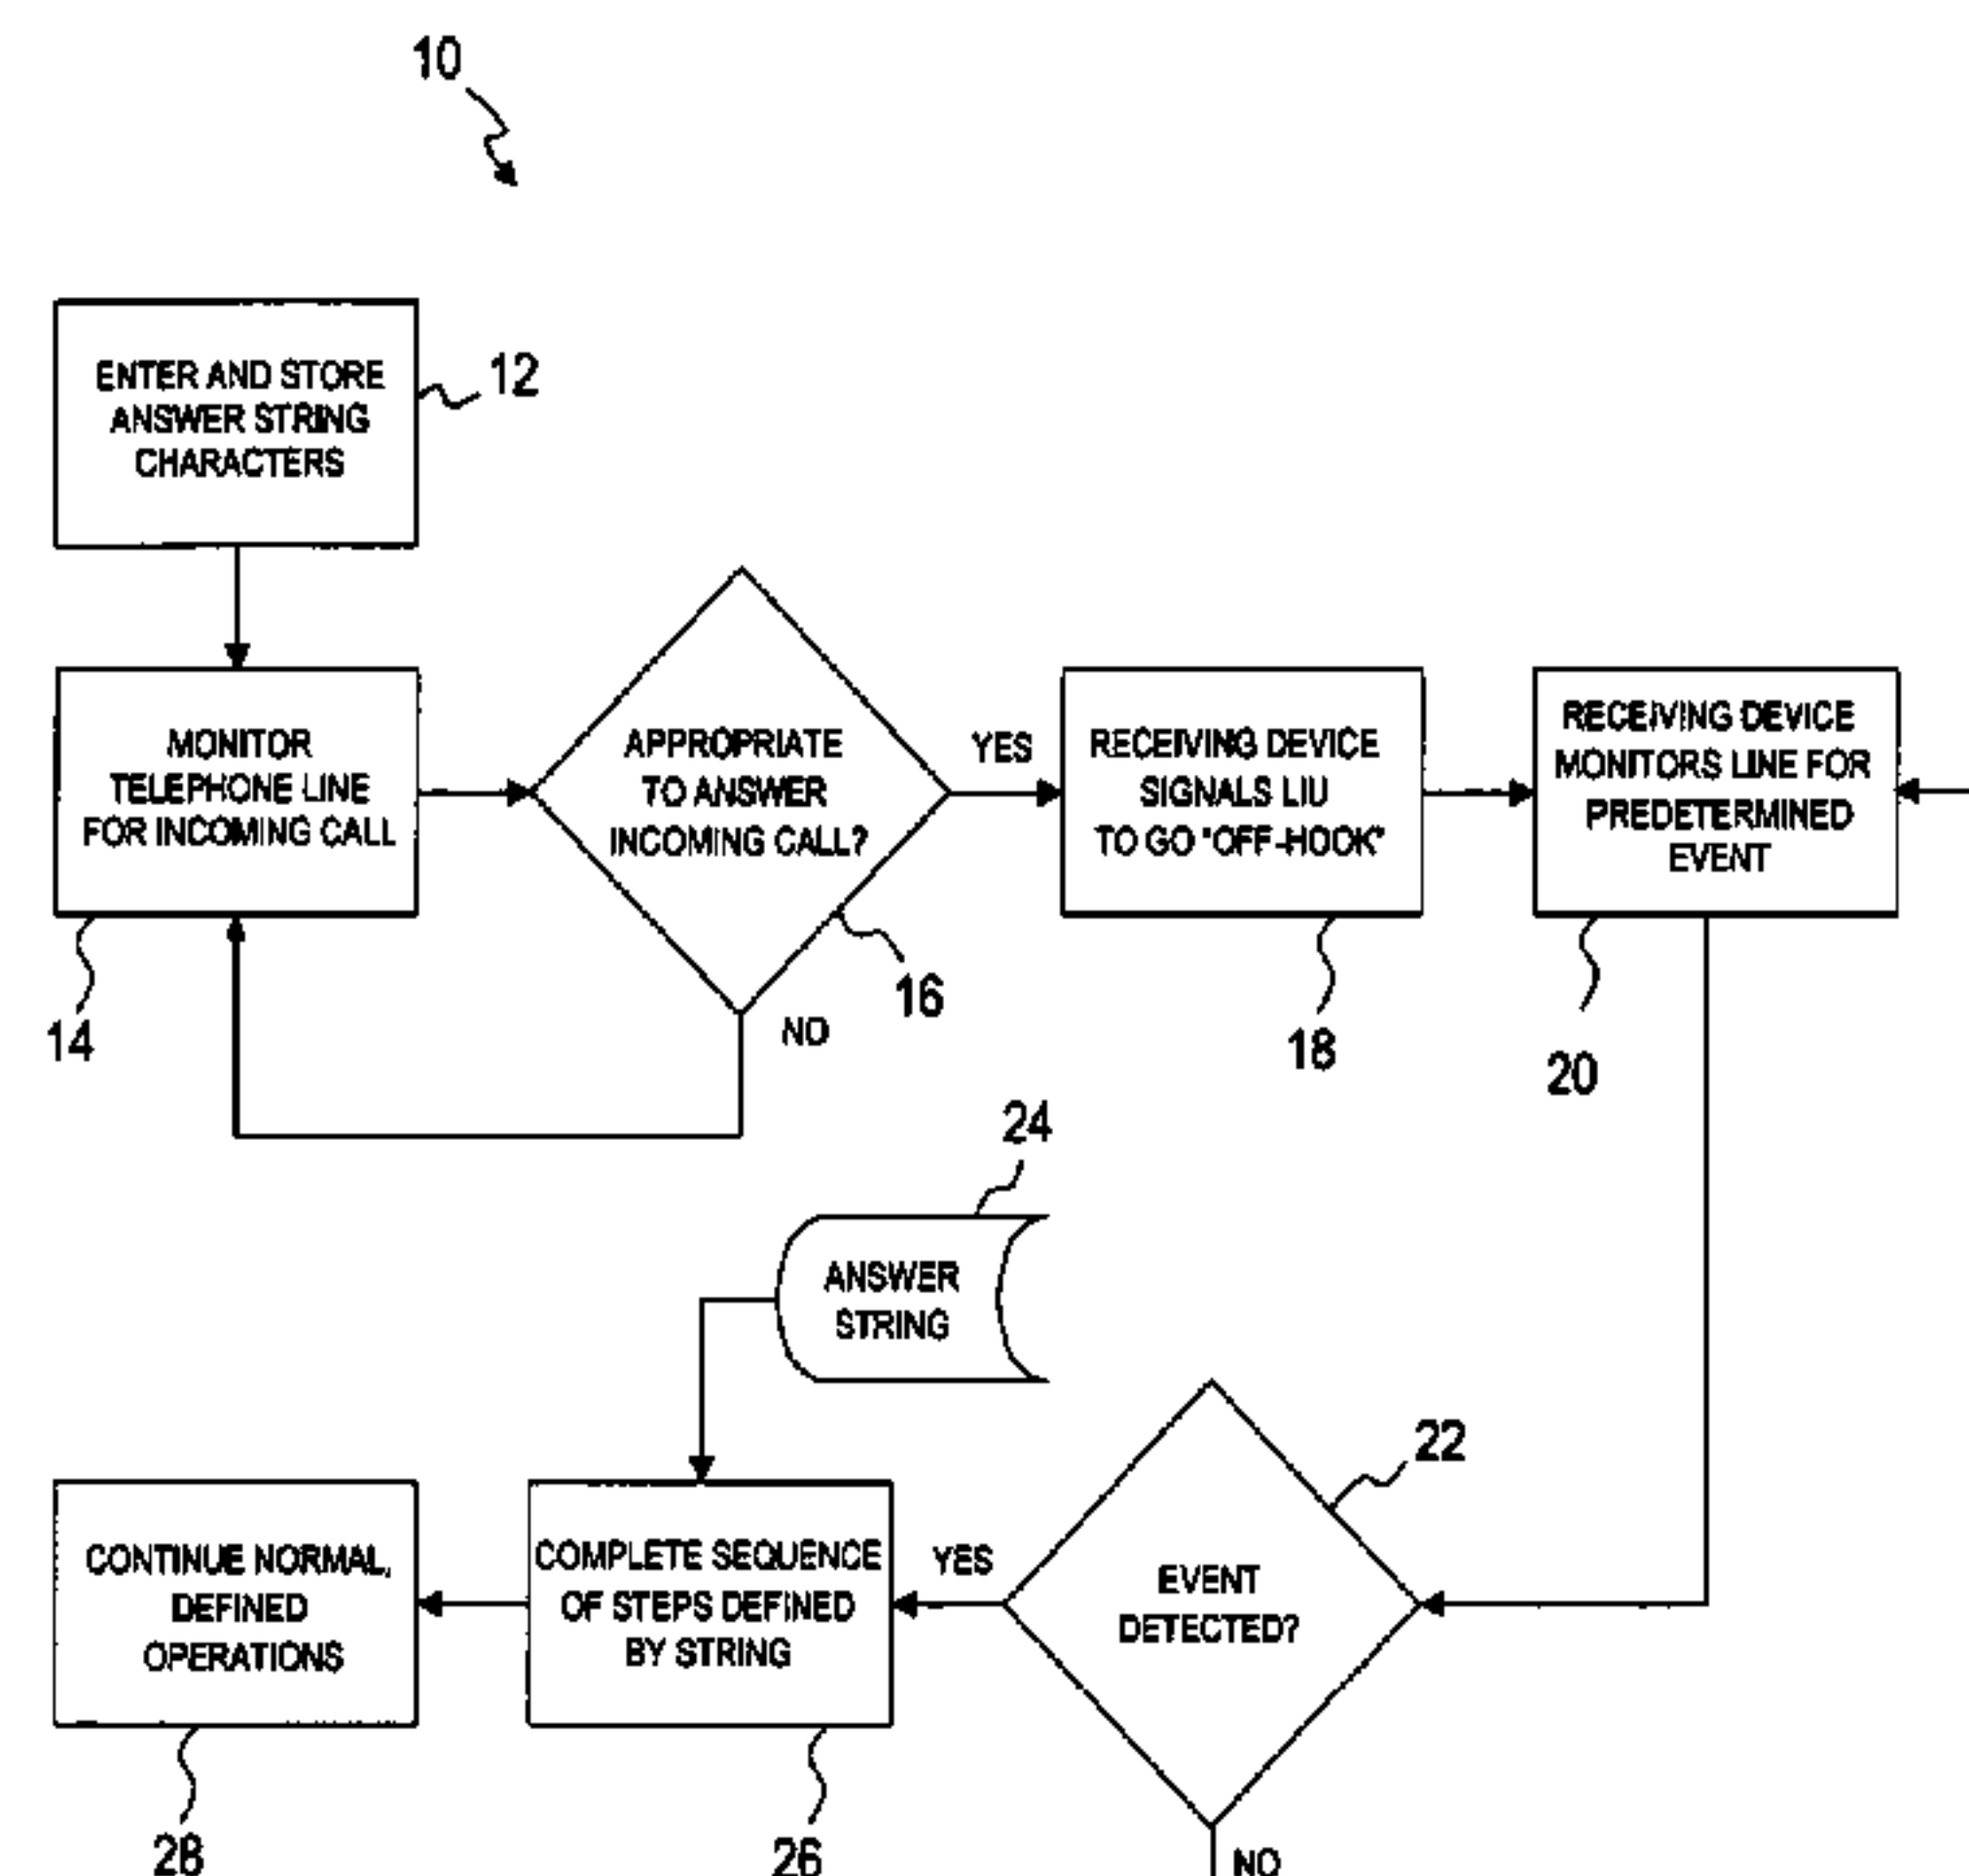 10
ENTER AND STORE
ANSWER STRING
CHARACTERS
12
MONITOR
TELEPHONE LINE
FOR INCOMING CALL
14
APPROPRIATE
TO ANSWER
INCOMING CALL?
16
YES
NO
RECEIVING DEVICE
SIGNALS LIU
TO GO "OFF-HOOK"
18
RECEIVING DEVICE
MONITORS LINE FOR
PREDETERMINED
EVENT
20
24
ANSWER
STRING
22
EVENT
DETECTED?
YES
NO
COMPLETE SEQUENCE
OF STEPS DEFINED
BY STRING
26
CONTINUE NORMAL,
DEFINED
OPERATIONS
28